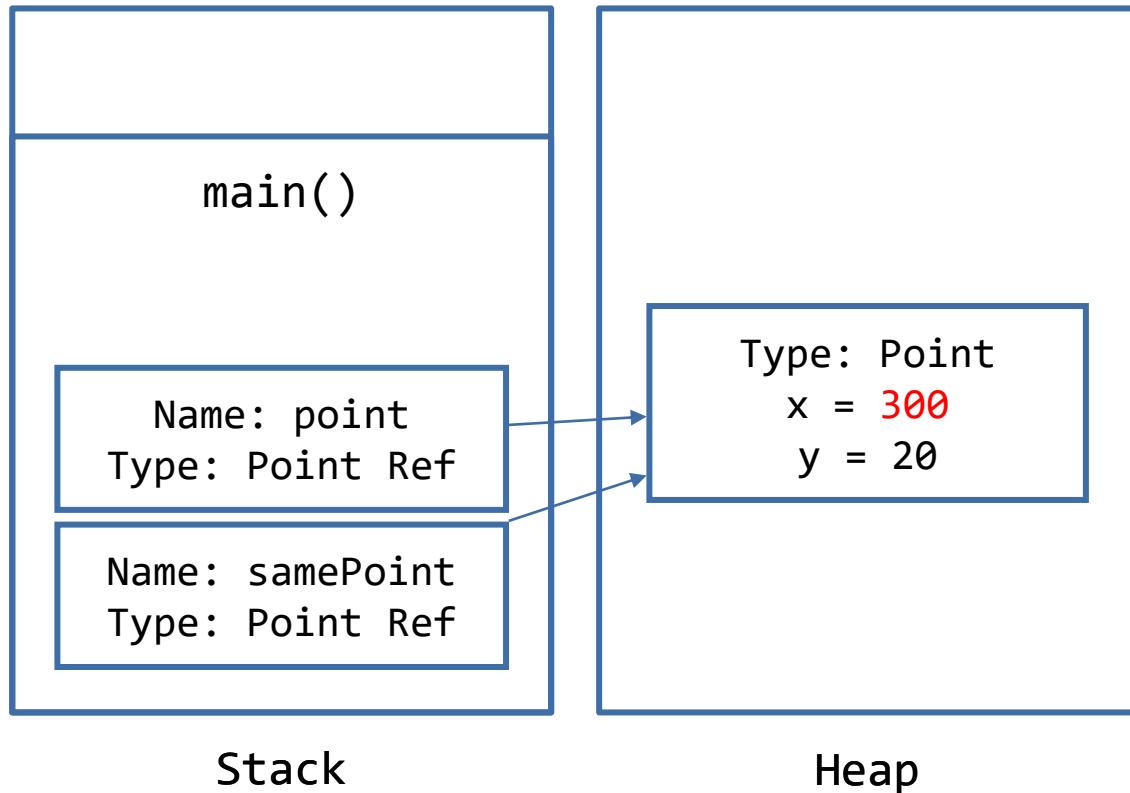 main()
Name: point
Type: Point Ref
Name: samePoint
Type: Point Ref
Stack
Type: Point
x = 300
y = 20
Heap